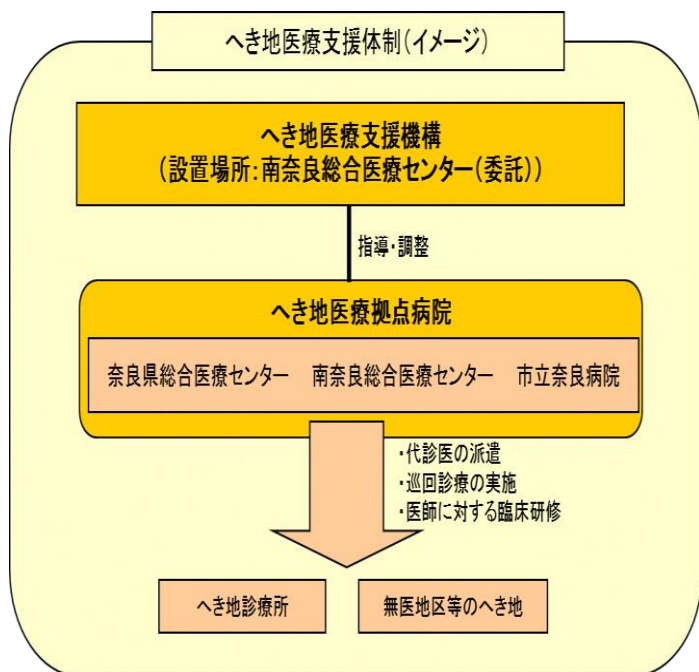 へき地医療支援体制(イメージ)
へき地医療支援機構
(設置場所:南奈良総合医療センター(委託))
指導・調整
へき地医療拠点病院
奈良県総合医療センター 南奈良総合医療センター 市立奈良病院
・代診医の派遣
・巡回診療の実施
・医師に対する臨床研修
へき地診療所 無医地区等のへき地